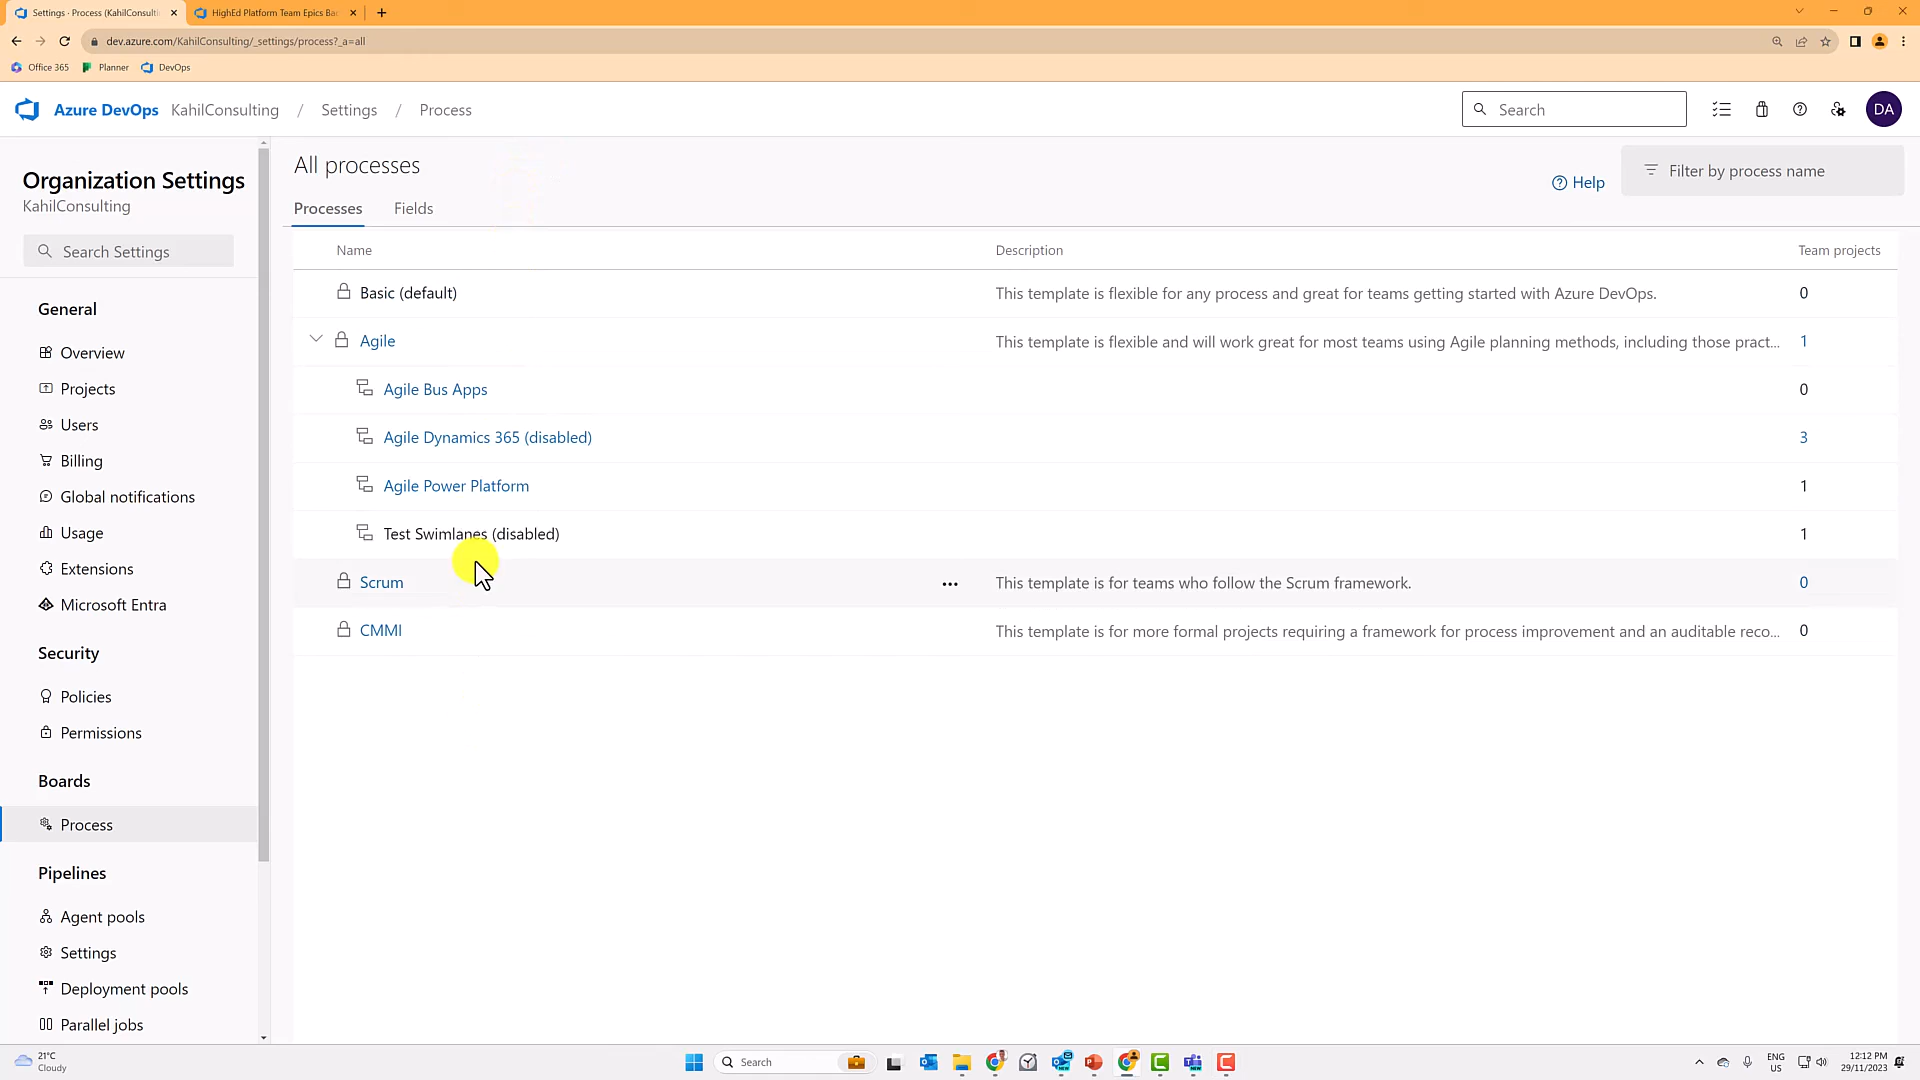 Settings - Process (KahilConsulti
HighEd Platform Team Epics Bac
dev.azure.com/KahilConsulting/_settings/process?_a=all
Office 365
Planner
DevOps
Azure DevOps
KahilConsulting
/
Settings
/
Process
Search
DA
Organization Settings
KahilConsulting
Search Settings
General
Overview
Projects
Users
Billing
Global notifications
Usage
Extensions
Microsoft Entra
Security
Policies
Permissions
Boards
Process
Pipelines
Agent pools
Settings
Deployment pools
Parallel jobs
All processes
Help
Filter by process name
Processes
Fields
Name
Description
Team projects
Basic (default)
This template is flexible for any process and great for teams getting started with Azure DevOps.
0
Agile
This template is flexible and will work great for most teams using Agile planning methods, including those pract...
1
Agile Bus Apps
0
Agile Dynamics 365 (disabled)
3
Agile Power Platform
1
Test Swimlanes (disabled)
1
Scrum
This template is for teams who follow the Scrum framework.
0
CMMI
This template is for more formal projects requiring a framework for process improvement and an auditable reco...
0
21°C
Cloudy
Search
NEW
NEW
ENG
US
12:12 PM
29/11/2023